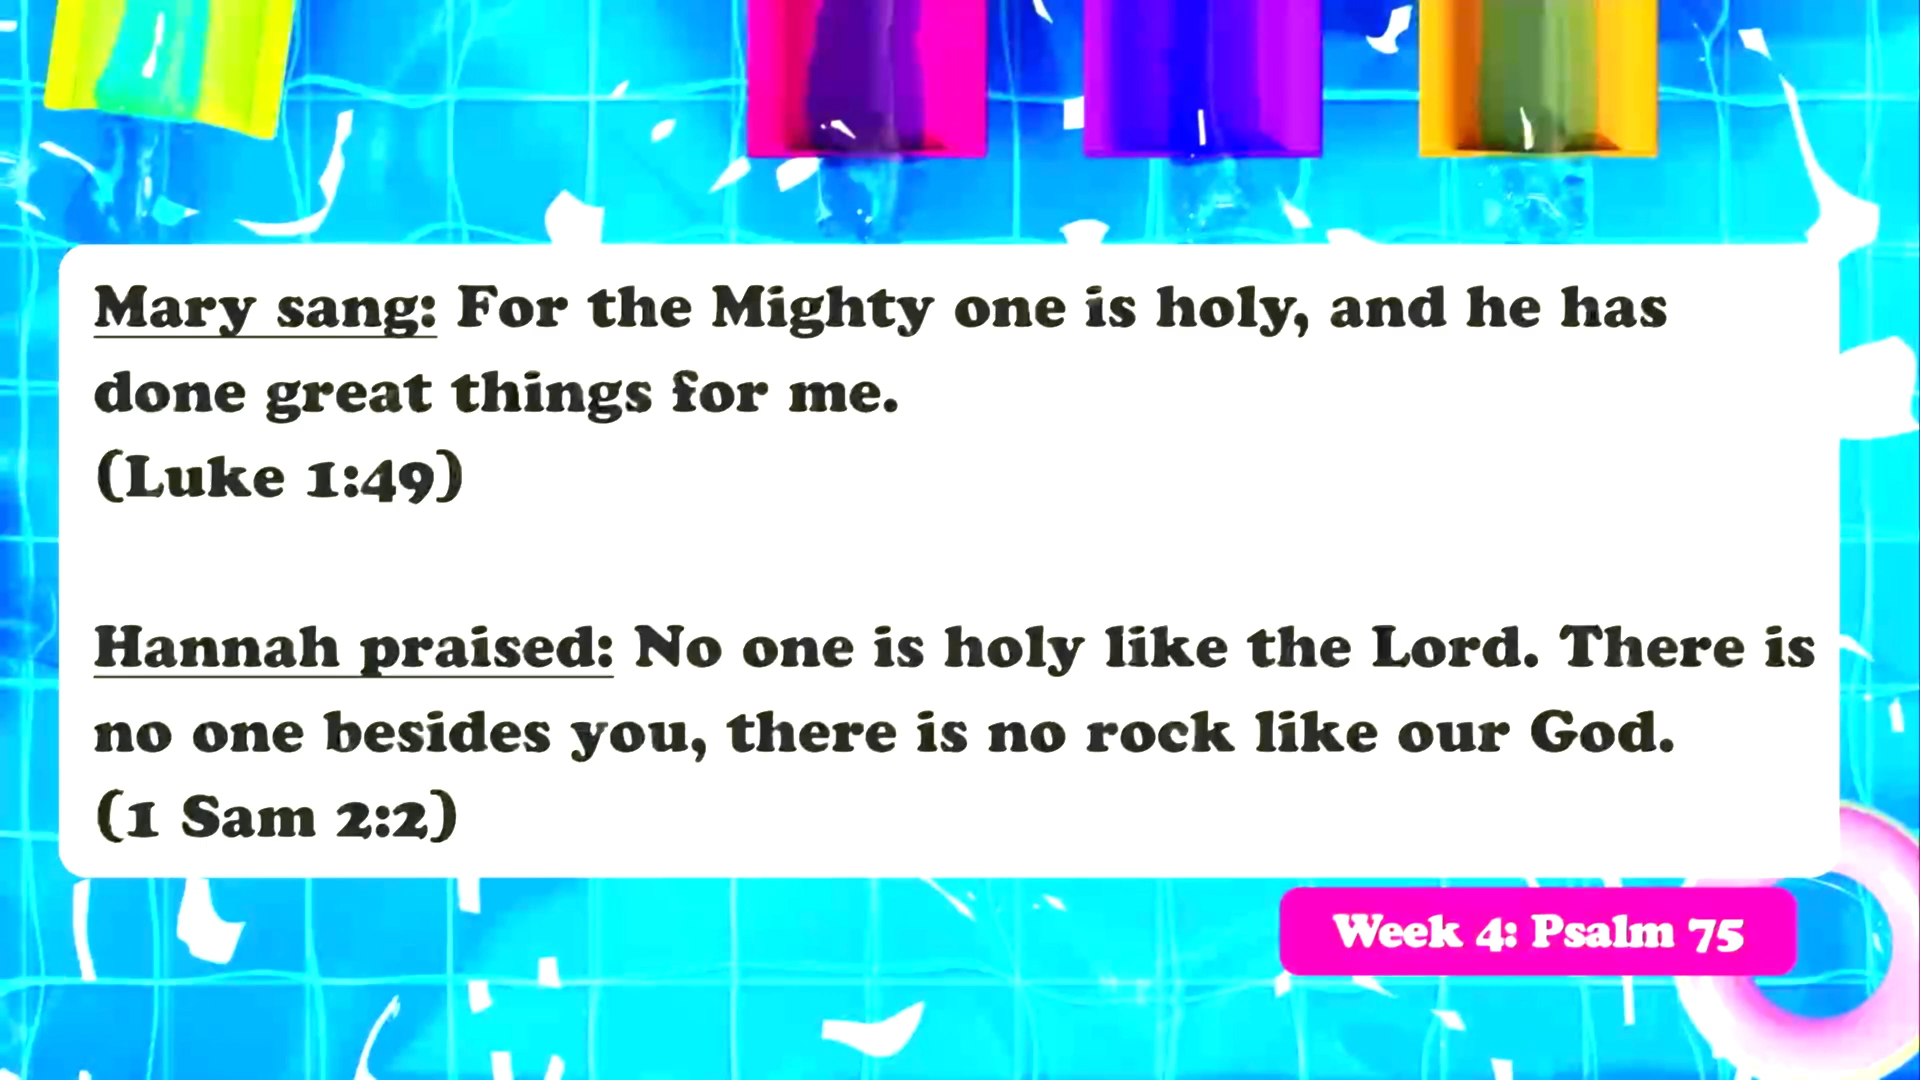 Mary sang: For the Mighty one is holy, and he has
done great things for me.
(Luke 1:49)
Hannah praised: No one is holy like the Lord. There is
no one besides you, there is no rock like our God.
(1 Sam 2:2)
Week 4: Psalm 75